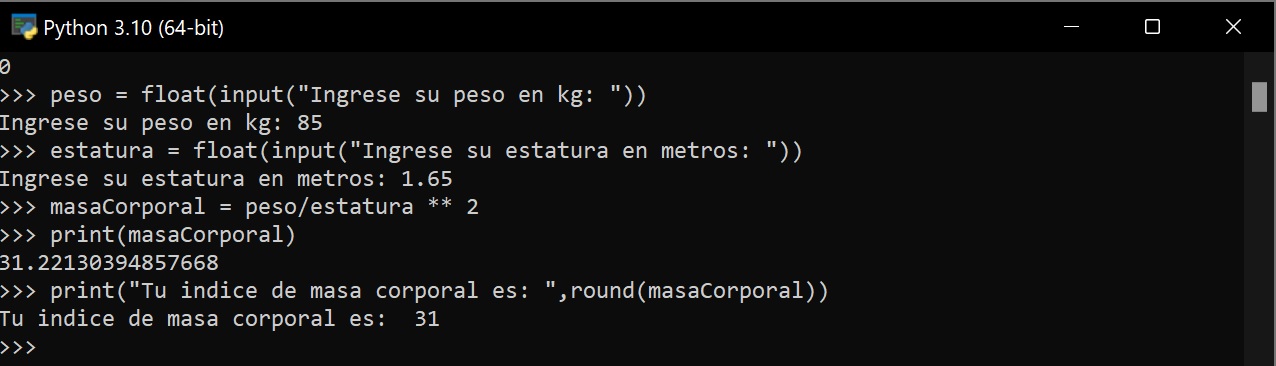 Python 3.10 (64-bit)
0
>>> peso = float(input("Ingrese su peso en kg: "))
Ingrese su peso en kg: 85
>>> estatura = float(input("Ingrese su estatura en metros: "))
Ingrese su estatura en metros: 1.65
>>> masaCorporal = peso/estatura ** 2
>>> print(masaCorporal)
31.22130394857668
>>> print("Tu indice de masa corporal es: ",round(masaCorporal))
Tu indice de masa corporal es:  31
>>>